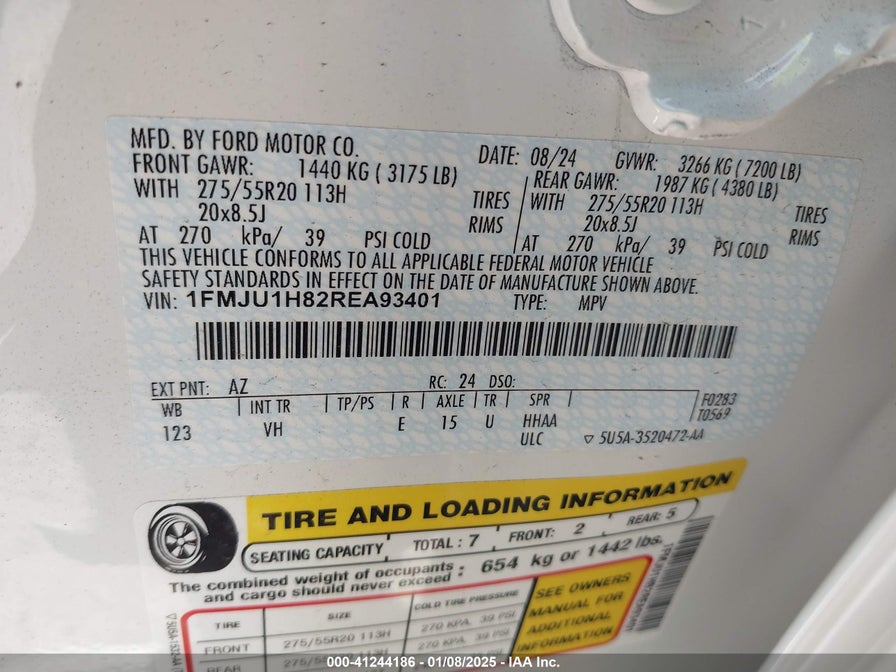 MFD. BY FORD MOTOR CO.
DATE: 08/24 GVWR: 3266 KG ( 7200 LB)
FRONT GAWR: 1440 KG ( 3175 LB)
WITH 275/55R20 113H TIRES
20x8.5J RIMS
AT 270 kPa/ 39 PSI COLD
REAR GAWR: 1987 KG ( 4380 LB)
WITH 275/55R20 113H TIRES
20x8.5J RIMS
AT 270 kPa/ 39 PSI COLD
THIS VEHICLE CONFORMS TO ALL APPLICABLE FEDERAL MOTOR VEHICLE
SAFETY STANDARDS IN EFFECT ON THE DATE OF MANUFACTURE SHOWN ABOVE.
VIN: 1FMJU1H82REA93401 TYPE: MPV
EXT PNT: AZ RC: 24 DSO:
WB INT TR TP/PS R AXLE TR SPR F0283
123 VH E 15 U HHAA T0569
ULC ▽ 5U5A-3520472-AA
TIRE AND LOADING INFORMATION
SEATING CAPACITY TOTAL : 7 FRONT: 2 REAR: 5
The combined weight of occupants : 654 kg or 1442 lbs.
and cargo should never exceed
TIRE SIZE COLD TIRE PRESSURE
FRONT 275/55R20 113H 270 KPA, 39 PSI
REAR 275/55R20 113H 270 KPA, 39 PSI
SEE OWNERS
MANUAL FOR
ADDITIONAL
INFORMATION
000-41244186 - 01/08/2025 - IAA Inc.